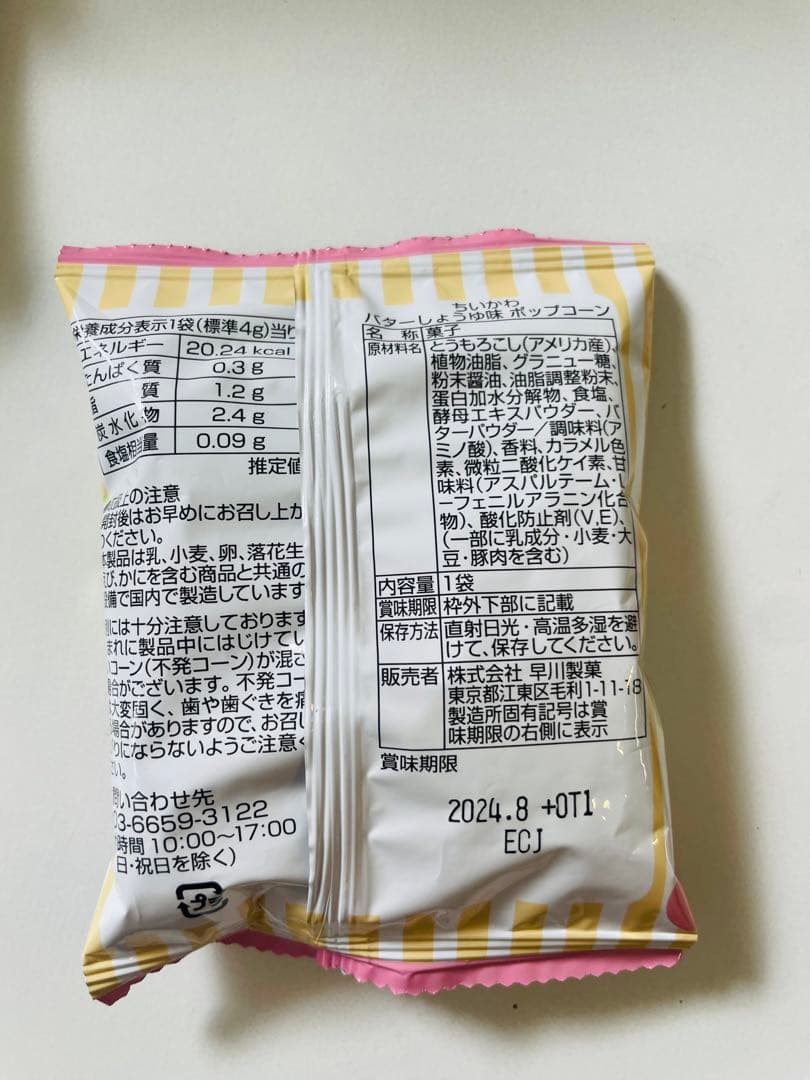 養成分表示1袋(標準4g)当り
エネルギー 20.24 kcal
たんぱく質 0.3 g
脂 質 1.2 g
炭水化物 2.4 g
食塩相当量 0.09 g
推定値
上の注意
開封後はお早めにお召し上が
ください。
本製品は乳、小麦、卵、落花生
えび、かにを含む商品と共通の
設備で国内で製造しています
には十分注意しております
まれに製品中にはじけてい
コーン(不発コーン)が混ざ
場合がございます。不発コー
大変固く、歯や歯ぐきを痛
場合がありますので、お召し
りにならないようご注意く
さい。
問い合わせ先
03-6659-3122
時間 10:00〜17:00
日・祝日を除く)
プラ
ちいかわ
バターしょうゆ味 ポップコーン
名称 菓子
原材料名 とうもろこし(アメリカ産)、
植物油脂、グラニュー糖、
粉末醤油、油脂調整粉末、
蛋白加水分解物、食塩、
酵母エキスパウダー、バ
ターパウダー/調味料(ア
ミノ酸)、香料、カラメル色
素、微粒二酸化ケイ素、甘
味料(アスパルテーム・L
ーフェニルアラニン化合
物)、酸化防止剤(V.E)、
(一部に乳成分・小麦・大
豆・豚肉を含む)
内容量 1袋
賞味期限 枠外下部に記載
保存方法 直射日光・高温多湿を避
けて、保存してください。
販売者 株式会社 早川製菓
東京都江東区毛利1-11-18
製造所固有記号は賞
味期限の右側に表示
賞味期限
2024.8 +OT1
ECJ